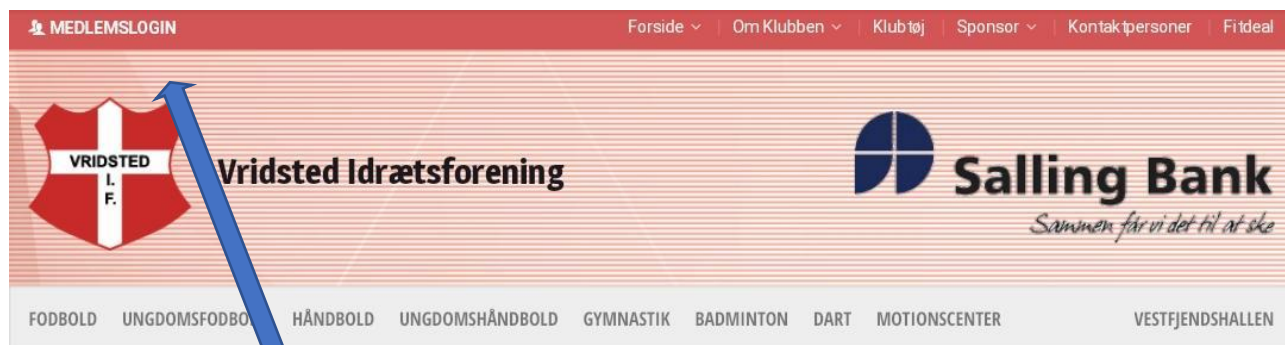 MEDLEMSLOGIN Forside Om Klubben Klubtøj Sponsor Kontaktpersoner Fitdeal
VRIDSTED
I.
F.
Vridsted Idrætsforening
Salling Bank
Sammen får vi det til at ske
FODBOLD UNGDOMSFODBO HÅNDBOLD UNGDOMSHÅNDBOLD GYMNASTIK BADMINTON DART MOTIONSCENTER VESTFJENDSHALLEN